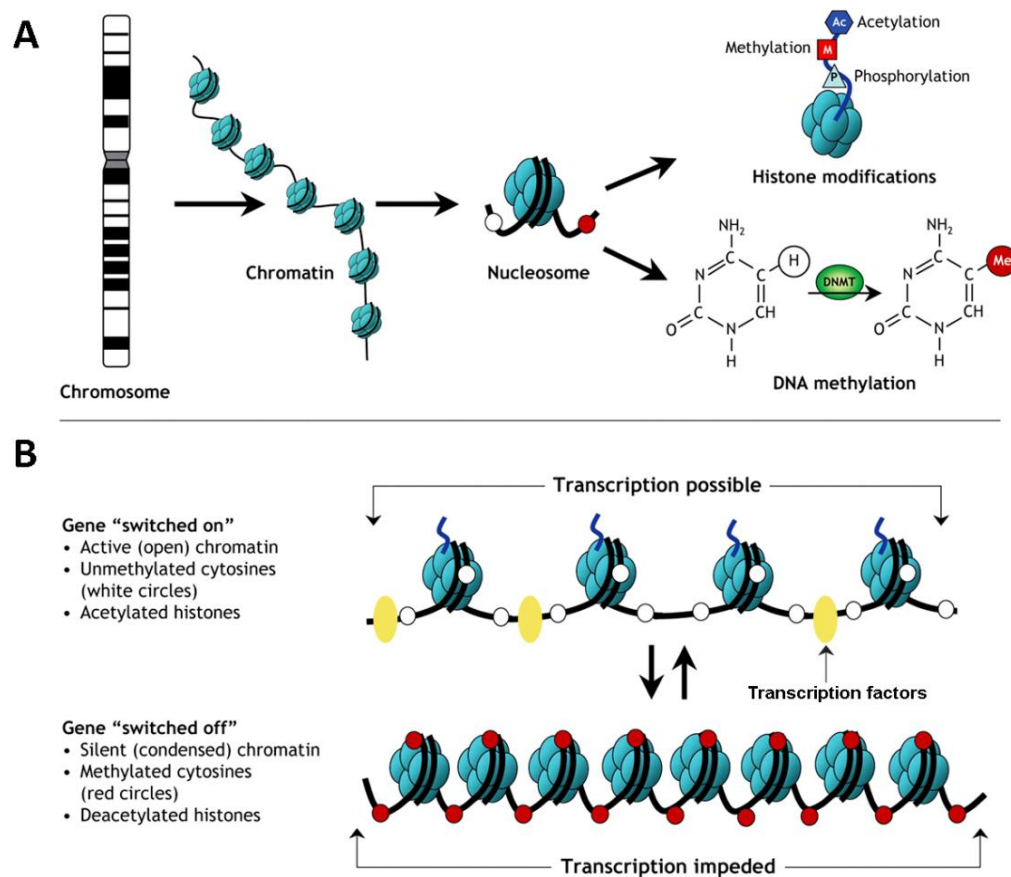 A
Ac
Acetylation
Methylation
M
P
Phosphorylation
Histone modifications
Chromatin
Nucleosome
Chromosome
NH₂
C
N
C
H
C
CH
O
N
H
DNMT
NH₂
C
N
C
Me
C
CH
O
N
H
DNA methylation
B
Transcription possible
Gene “switched on”
• Active (open) chromatin
• Unmethylated cytosines
(white circles)
• Acetylated histones
Transcription factors
Gene “switched off”
• Silent (condensed) chromatin
• Methylated cytosines
(red circles)
• Deacetylated histones
Transcription impeded